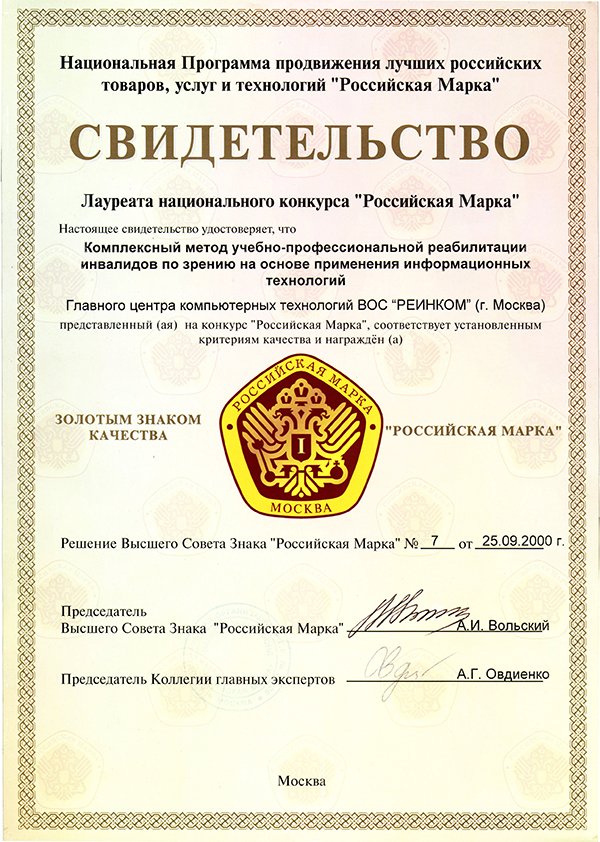 Национальная Программа продвижения лучших российских
товаров, услуг и технологий "Российская Марка"
СВИДЕТЕЛЬСТВО
Лауреата национального конкурса "Российская Марка"
Настоящее свидетельство удостоверяет, что
Комплексный метод учебно-профессиональной реабилитации
инвалидов по зрению на основе применения информационных
технологий
Главного центра компьютерных технологий ВОС “РЕИНКОМ” (г. Москва)
представленный (ая) на конкурс "Российская Марка", соответствует установленным
критериям качества и награждён (а)
ЗОЛОТЫМ ЗНАКОМ
КАЧЕСТВА
РОССИЙСКАЯ МАРКА
I
МОСКВА
"РОССИЙСКАЯ МАРКА"
Решение Высшего Совета Знака "Российская Марка" № 7 от 25.09.2000 г.
Председатель
Высшего Совета Знака "Российская Марка" А.И. Вольский
Председатель Коллегии главных экспертов А.Г. Овдиенко
Москва